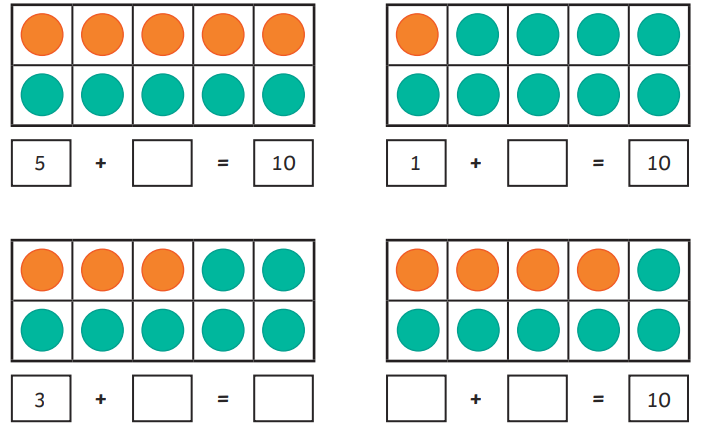 5 + = 10
1 + = 10
3 + =
+ = 10